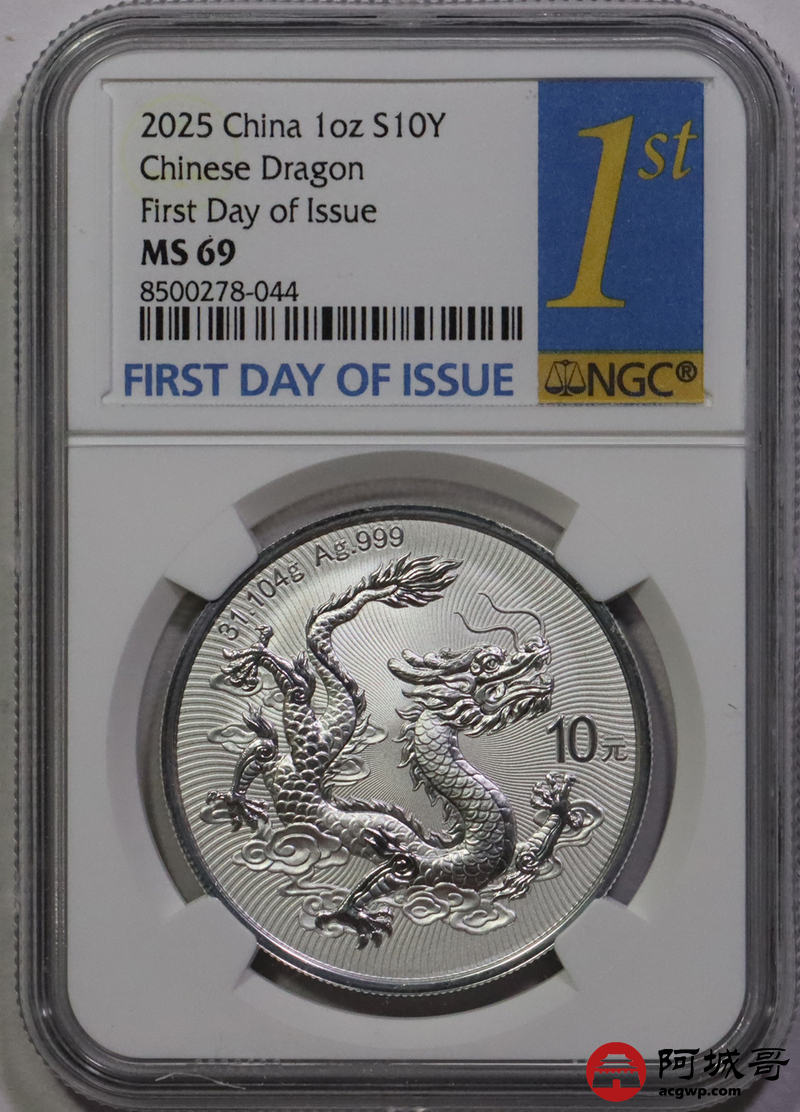 2025 China 1oz S10Y
Chinese Dragon
First Day of Issue
MS 69
8500278-044
FIRST DAY OF ISSUE
1st
NGC®
31.104g Ag.999
10元
阿城哥
acgwp.com